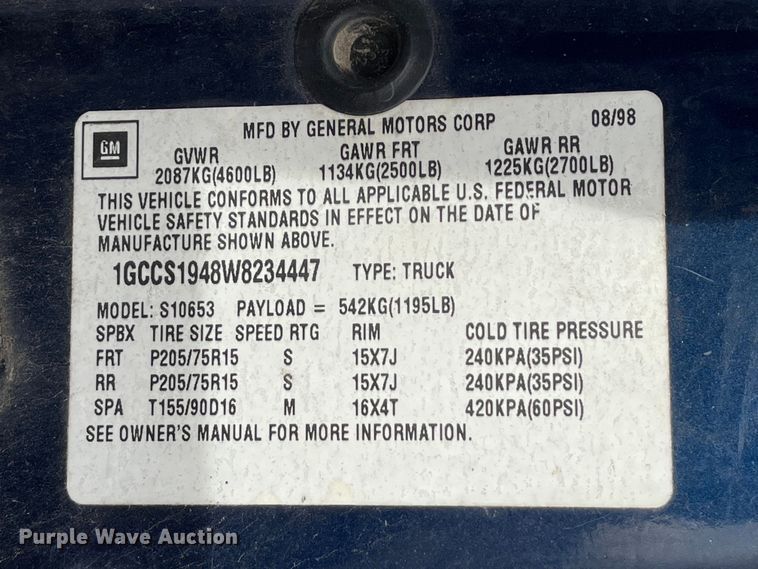 GM
MFD BY GENERAL MOTORS CORP 08/98
GVWR GAWR FRT GAWR RR
2087KG(4600LB) 1134KG(2500LB) 1225KG(2700LB)
THIS VEHICLE CONFORMS TO ALL APPLICABLE U.S. FEDERAL MOTOR
VEHICLE SAFETY STANDARDS IN EFFECT ON THE DATE OF
MANUFACTURE SHOWN ABOVE.
1GCCS1948W8234447 TYPE: TRUCK
MODEL: S10653 PAYLOAD = 542KG(1195LB)
SPBX TIRE SIZE SPEED RTG RIM COLD TIRE PRESSURE
FRT P205/75R15 S 15X7J 240KPA(35PSI)
RR P205/75R15 S 15X7J 240KPA(35PSI)
SPA T155/90D16 M 16X4T 420KPA(60PSI)
SEE OWNER'S MANUAL FOR MORE INFORMATION.
Purple Wave Auction